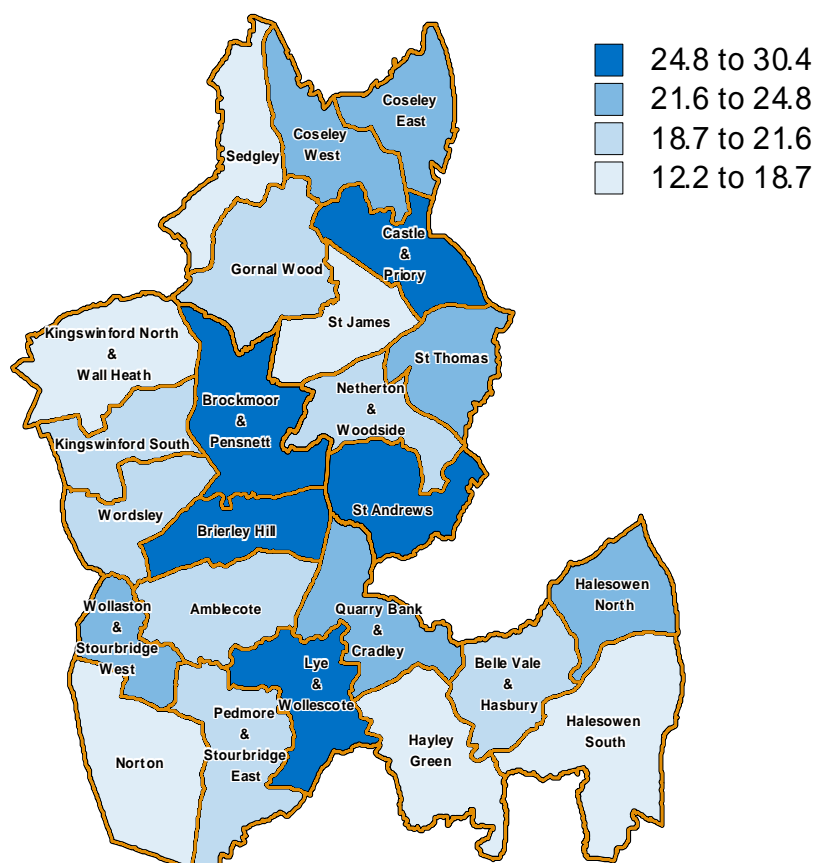 24.8 to 30.4
21.6 to 24.8
18.7 to 21.6
12.2 to 18.7
Coseley
East
Coseley
West
Sedgley
Castle
&
Priory
Gornal Wood
St James
Kingswinford North
&
Wall Heath
St Thomas
Netherton
&
Woodside
Brockmoor
&
Pensnett
Kingswinford South
Wordsley
St Andrews
Brierley Hill
Halesowen
North
Wollaston
&
Stourbridge
West
Amblecote
Quarry Bank
&
Cradley
Lye
&
Wollescote
Belle Vale
&
Hasbury
Pedmore
&
Stourbridge
East
Halesowen
South
Hayley
Green
Norton